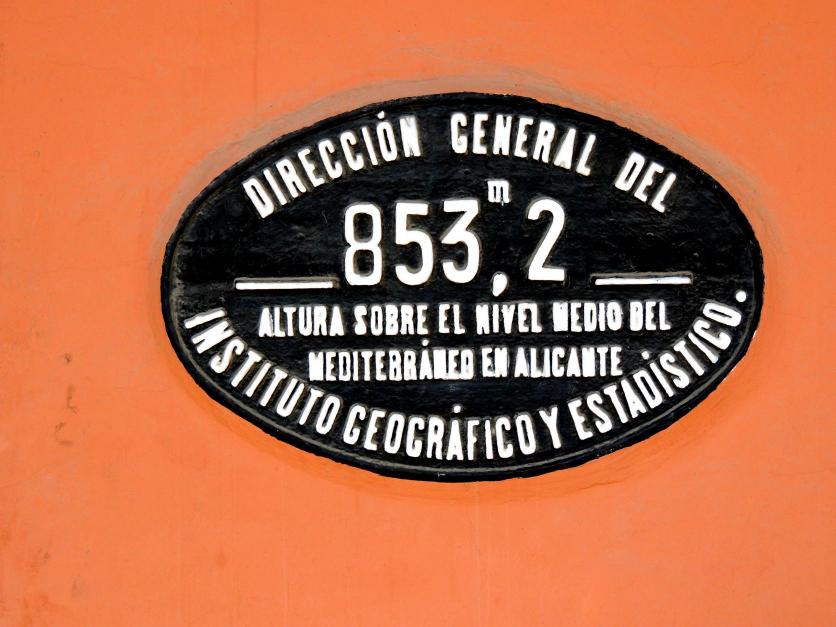 DIRECCIÓN GENERAL DEL
853,m2
ALTURA SOBRE EL NIVEL MEDIO DEL
MEDITERRÁNEO EN ALICANTE
INSTITUTO GEOGRÁFICO Y ESTADÍSTICO.